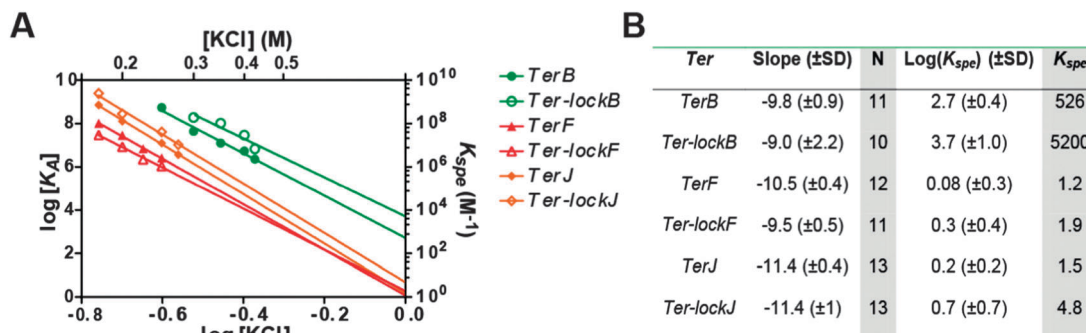 A
[KCl] (M)
0.2 0.3 0.4 0.5
log[KA]
10
8
6
4
2
0
-0.8 -0.6 -0.4 -0.2 0.0
log [KCl]
10^10
10^8
10^6
10^4
10^2
10^0
Kspe (M-1)
TerB
Ter-lockB
TerF
Ter-lockF
TerJ
Ter-lockJ
B
Ter Slope (±SD) N Log(Kspe) (±SD) Kspe
TerB -9.8 (±0.9) 11 2.7 (±0.4) 526
Ter-lockB -9.0 (±2.2) 10 3.7 (±1.0) 5200
TerF -10.5 (±0.4) 12 0.08 (±0.3) 1.2
Ter-lockF -9.5 (±0.5) 11 0.3 (±0.4) 1.9
TerJ -11.4 (±0.4) 13 0.2 (±0.2) 1.5
Ter-lockJ -11.4 (±1) 13 0.7 (±0.7) 4.8